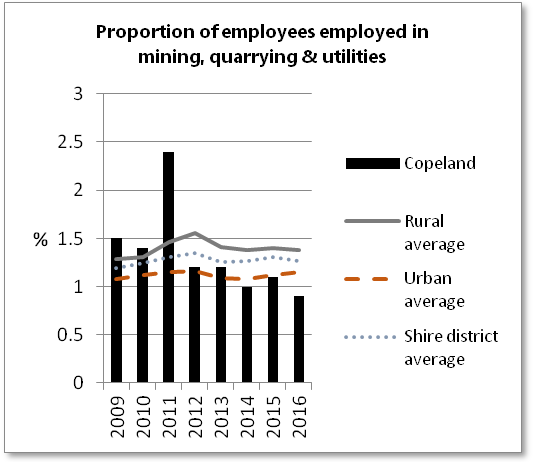 Proportion of employees employed in
mining, quarrying & utilities
3
2.5
2
1.5
1
0.5
0
%
2009
2010
2011
2012
2013
2014
2015
2016
Copeland
Rural
average
Urban
average
Shire district
average